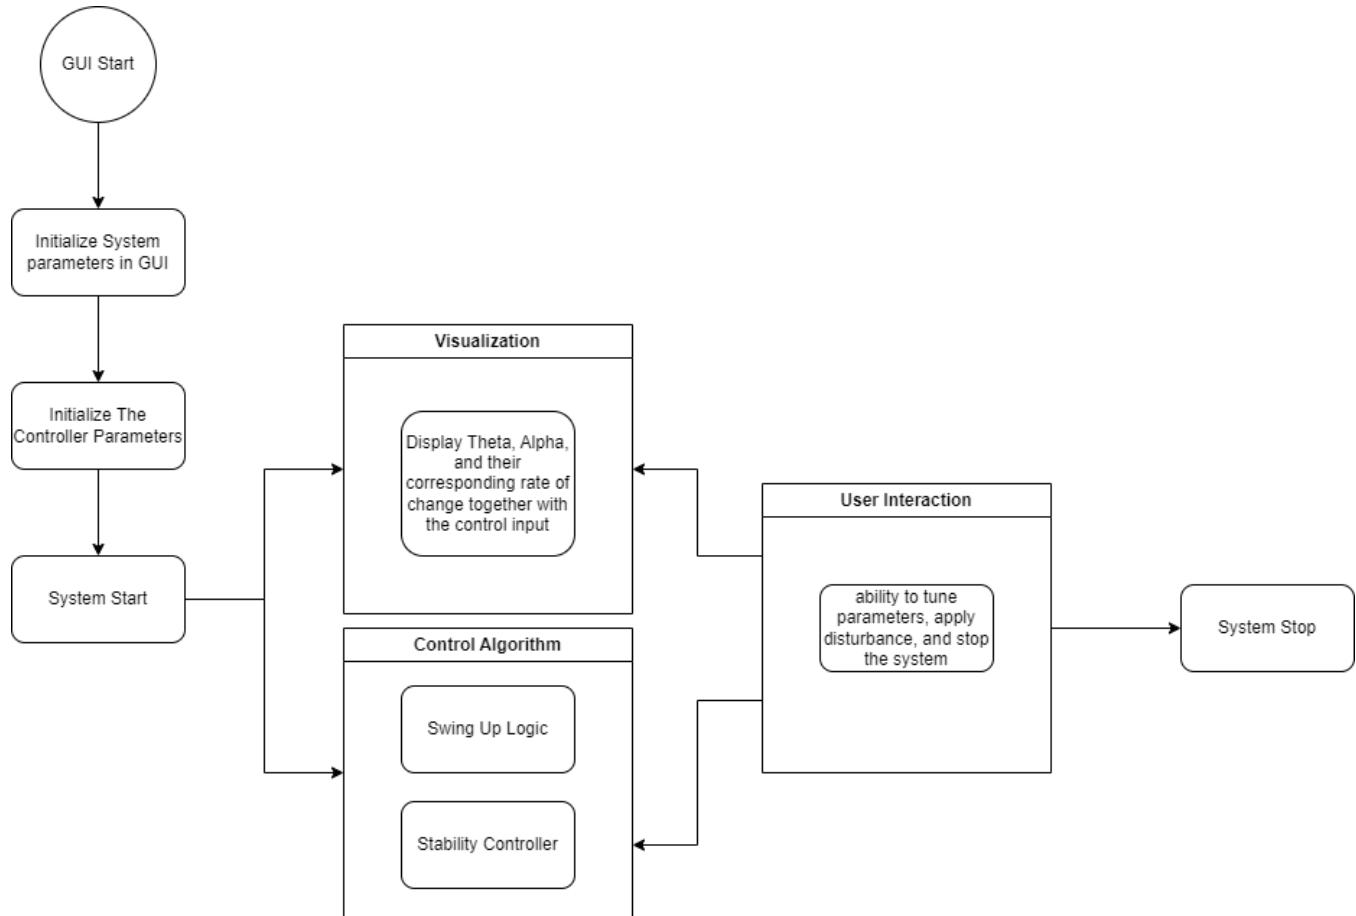 GUI Start
Initialize System
parameters in GUI
Initialize The
Controller Parameters
System Start
Visualization
Display Theta, Alpha,
and their
corresponding rate of
change together with
the control input
Control Algorithm
Swing Up Logic
Stability Controller
User Interaction
ability to tune
parameters, apply
disturbance, and stop
the system
System Stop